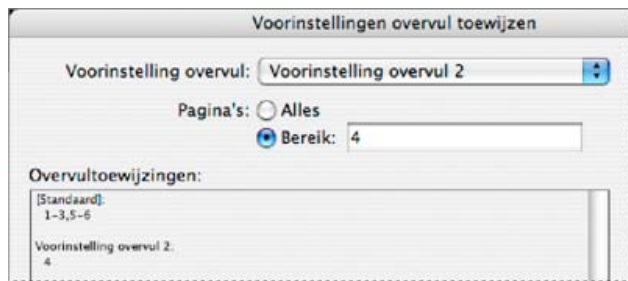 Voorinstellingen overvul toewijzen
Voorinstelling overvul: Voorinstelling overvul 2
Pagina's: Alles
Bereik: 4
Overvultoewijzingen:
[Standaard]:
1-3,5-6
Voorinstelling overvul 2:
4